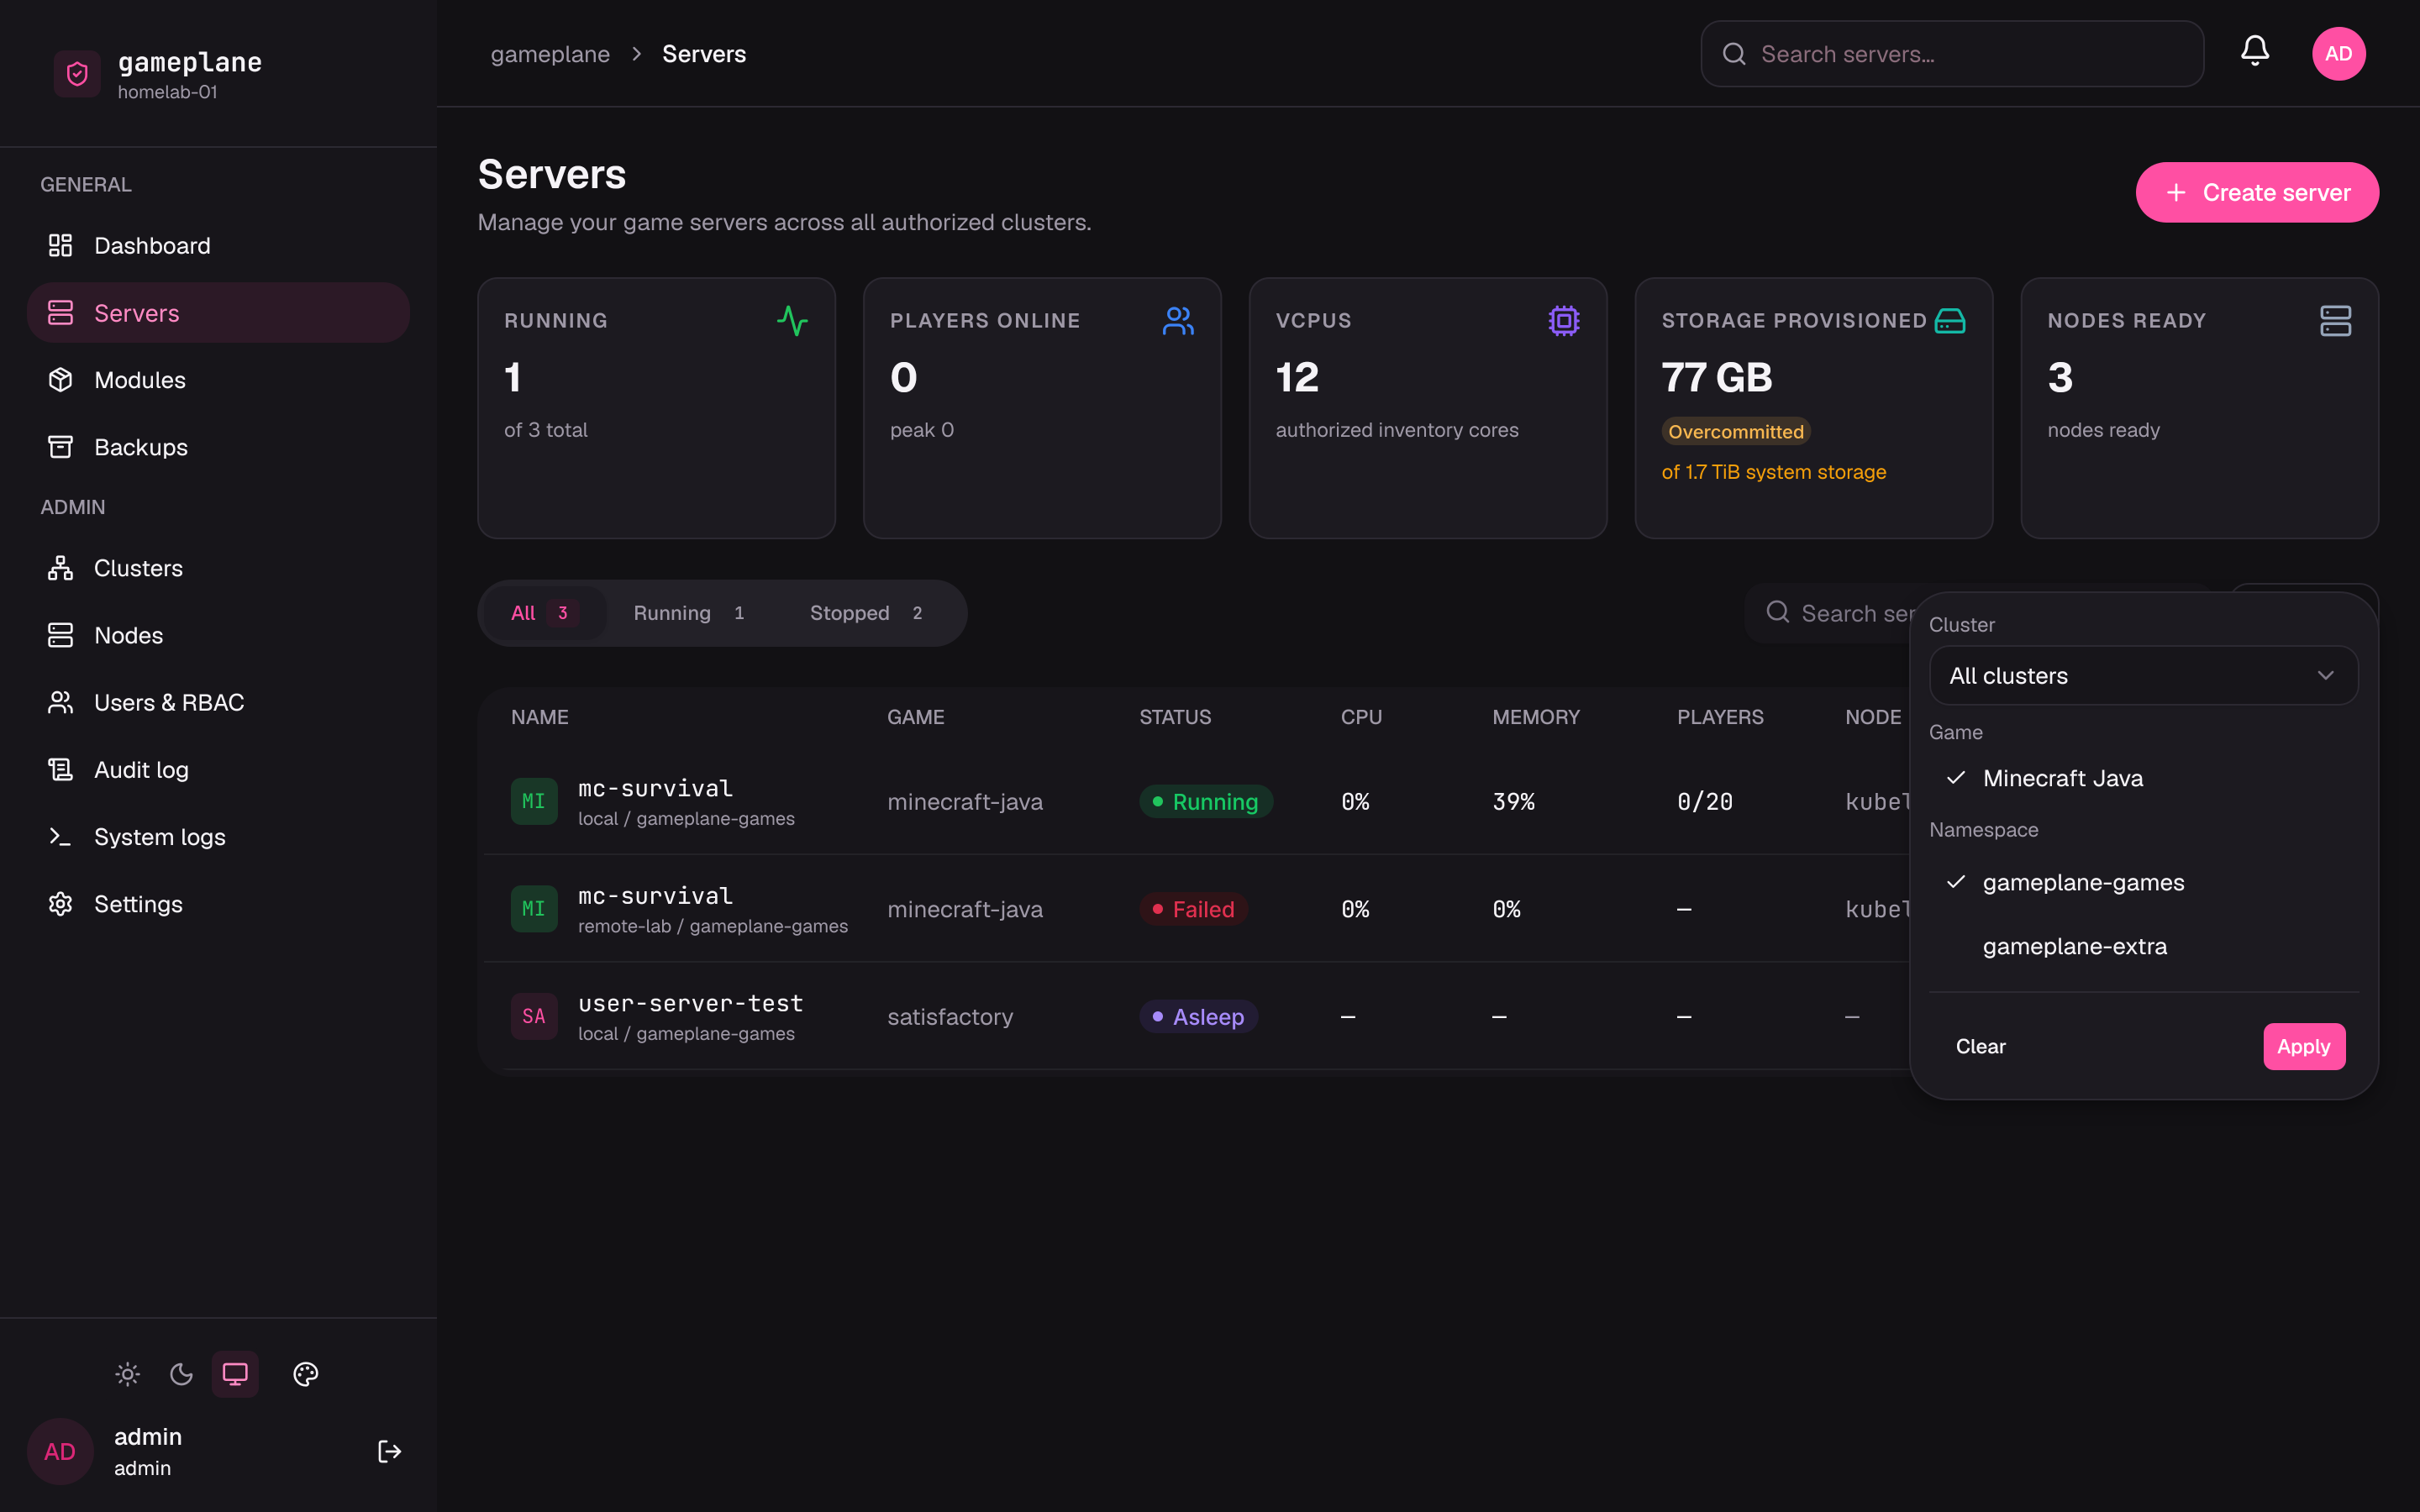 gameplane
homelab-01
GENERAL
Dashboard
Servers
Modules
Backups
ADMIN
Clusters
Nodes
Users & RBAC
Audit log
System logs
Settings
AD
admin
admin
gameplane > Servers
Search servers...
AD
Servers
Manage your game servers across all authorized clusters.
+ Create server
RUNNING
1
of 3 total
PLAYERS ONLINE
0
peak 0
VCPUS
12
authorized inventory cores
STORAGE PROVISIONED
77 GB
Overcommitted
of 1.7 TiB system storage
NODES READY
3
nodes ready
All 3 Running 1 Stopped 2
Search ser
NAME GAME STATUS CPU MEMORY PLAYERS NODE
MI mc-survival minecraft-java Running 0% 39% 0/20 kubel
local / gameplane-games
MI mc-survival minecraft-java Failed 0% 0% — kubel
remote-lab / gameplane-games
SA user-server-test satisfactory Asleep — — — —
local / gameplane-games
Cluster
All clusters
Game
Minecraft Java
Namespace
gameplane-games
gameplane-extra
Clear Apply